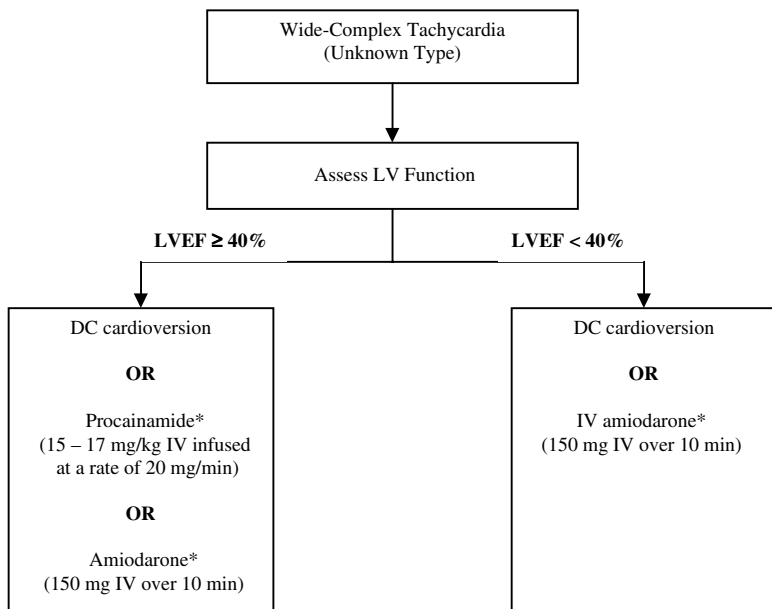 Wide-Complex Tachycardia
(Unknown Type)
Assess LV Function
LVEF ≥ 40%
LVEF < 40%
DC cardioversion
OR
Procainamide*
(15 – 17 mg/kg IV infused
at a rate of 20 mg/min)
OR
Amiodarone*
(150 mg IV over 10 min)
DC cardioversion
OR
IV amiodarone*
(150 mg IV over 10 min)